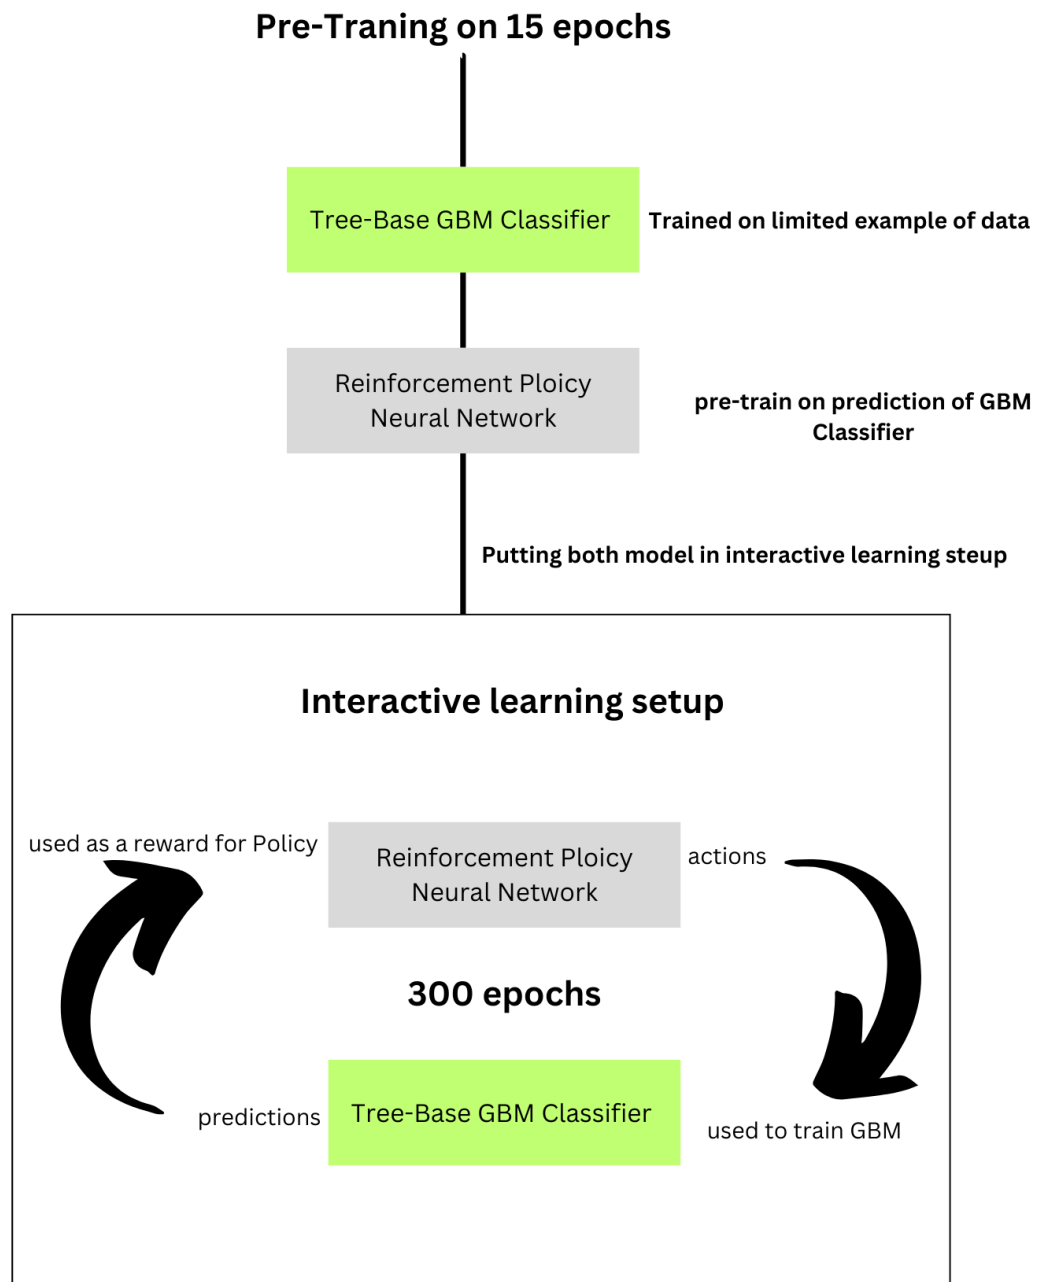 Pre-Traning on 15 epochs
Tree-Base GBM Classifier
Trained on limited example of data
Reinforcement Ploicy
Neural Network
pre-train on prediction of GBM
Classifier
Putting both model in interactive learning steup
Interactive learning setup
used as a reward for Policy
Reinforcement Ploicy
Neural Network
actions
300 epochs
predictions
Tree-Base GBM Classifier
used to train GBM